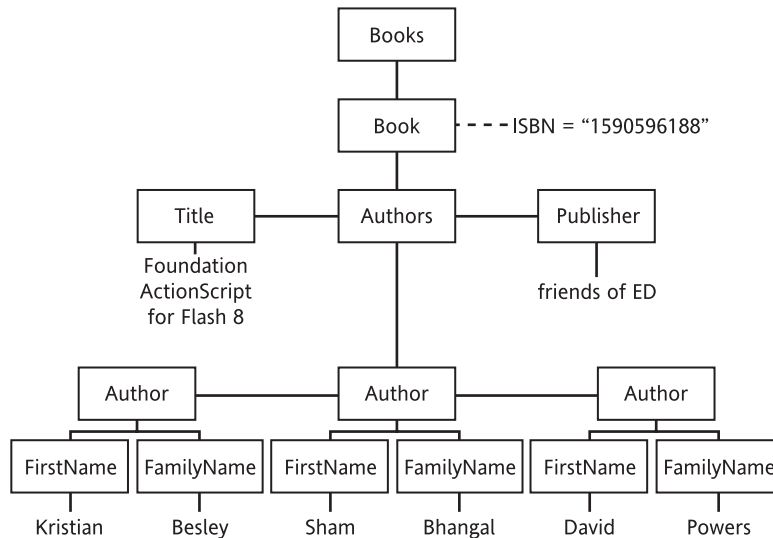 Books
Book
ISBN = “1590596188”
Title
Authors
Publisher
Foundation
ActionScript
for Flash 8
friends of ED
Author
Author
Author
FirstName
FamilyName
FirstName
FamilyName
FirstName
FamilyName
Kristian
Besley
Sham
Bhangal
David
Powers